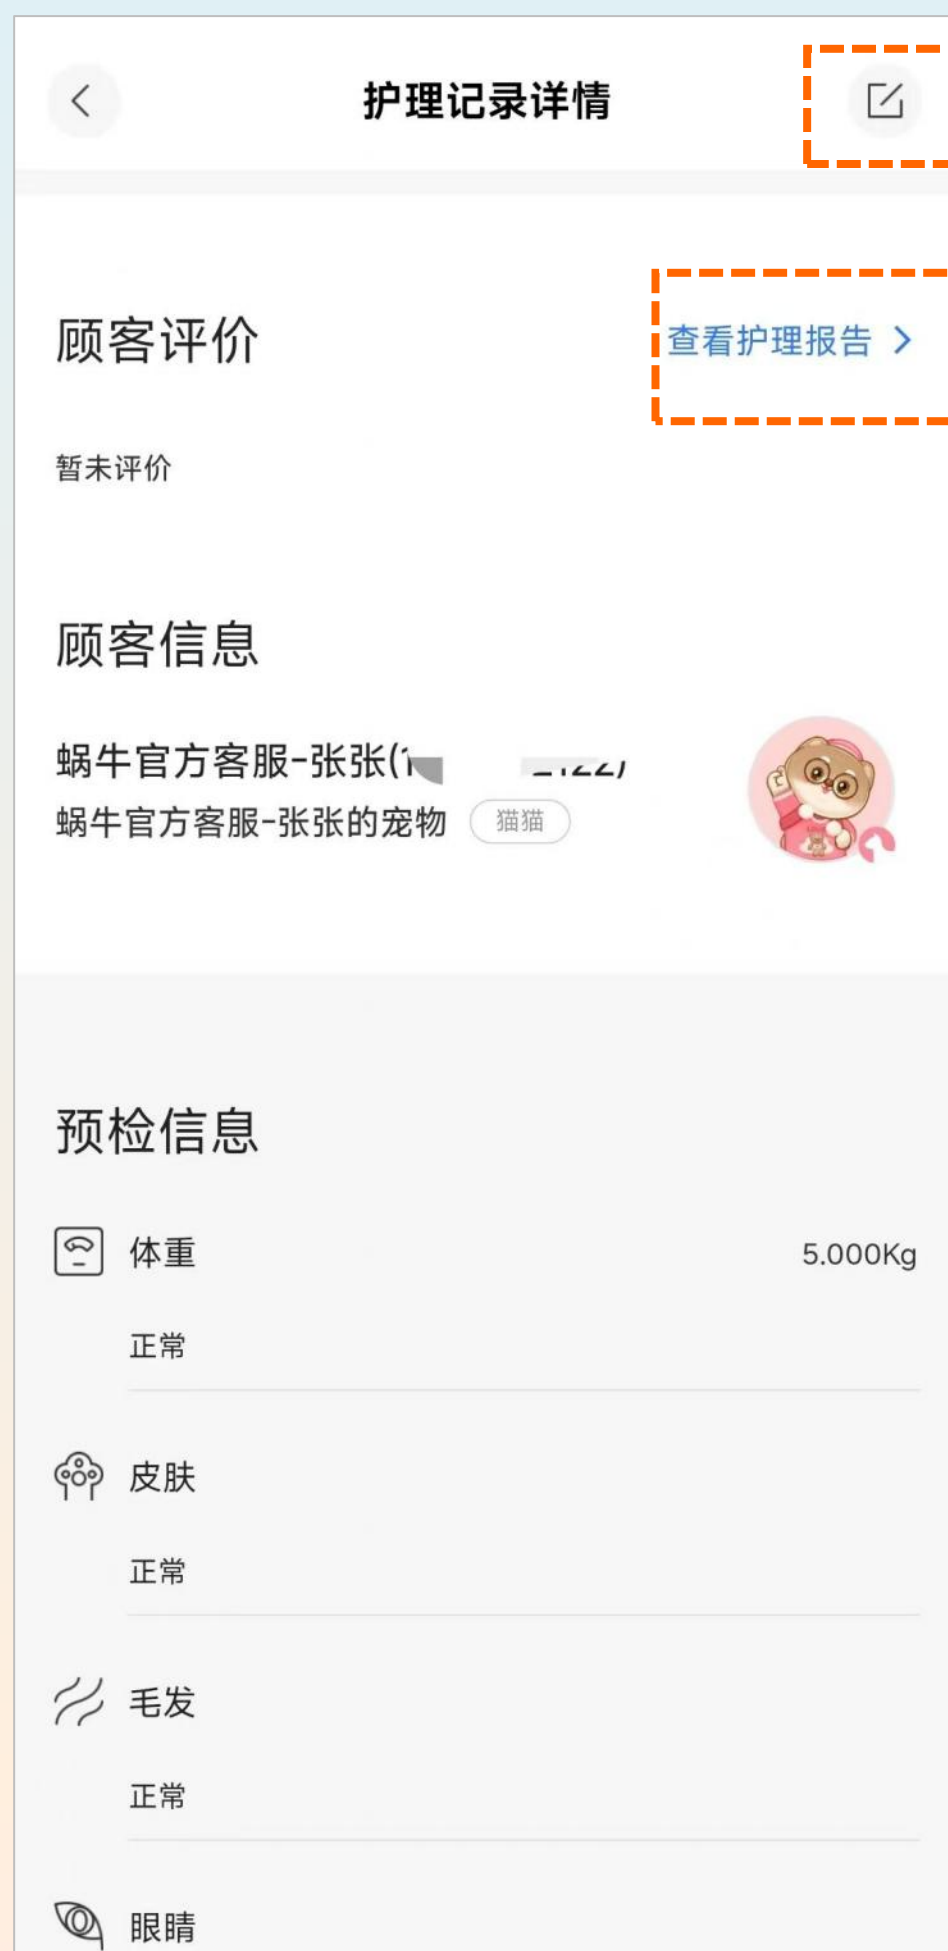 护理记录详情
顾客评价
查看护理报告
暂未评价
顾客信息
蜗牛官方客服-张张(1
蜗牛官方客服-张张的宠物 猫猫
预检信息
体重 5.000Kg
正常
皮肤
正常
毛发
正常
眼睛